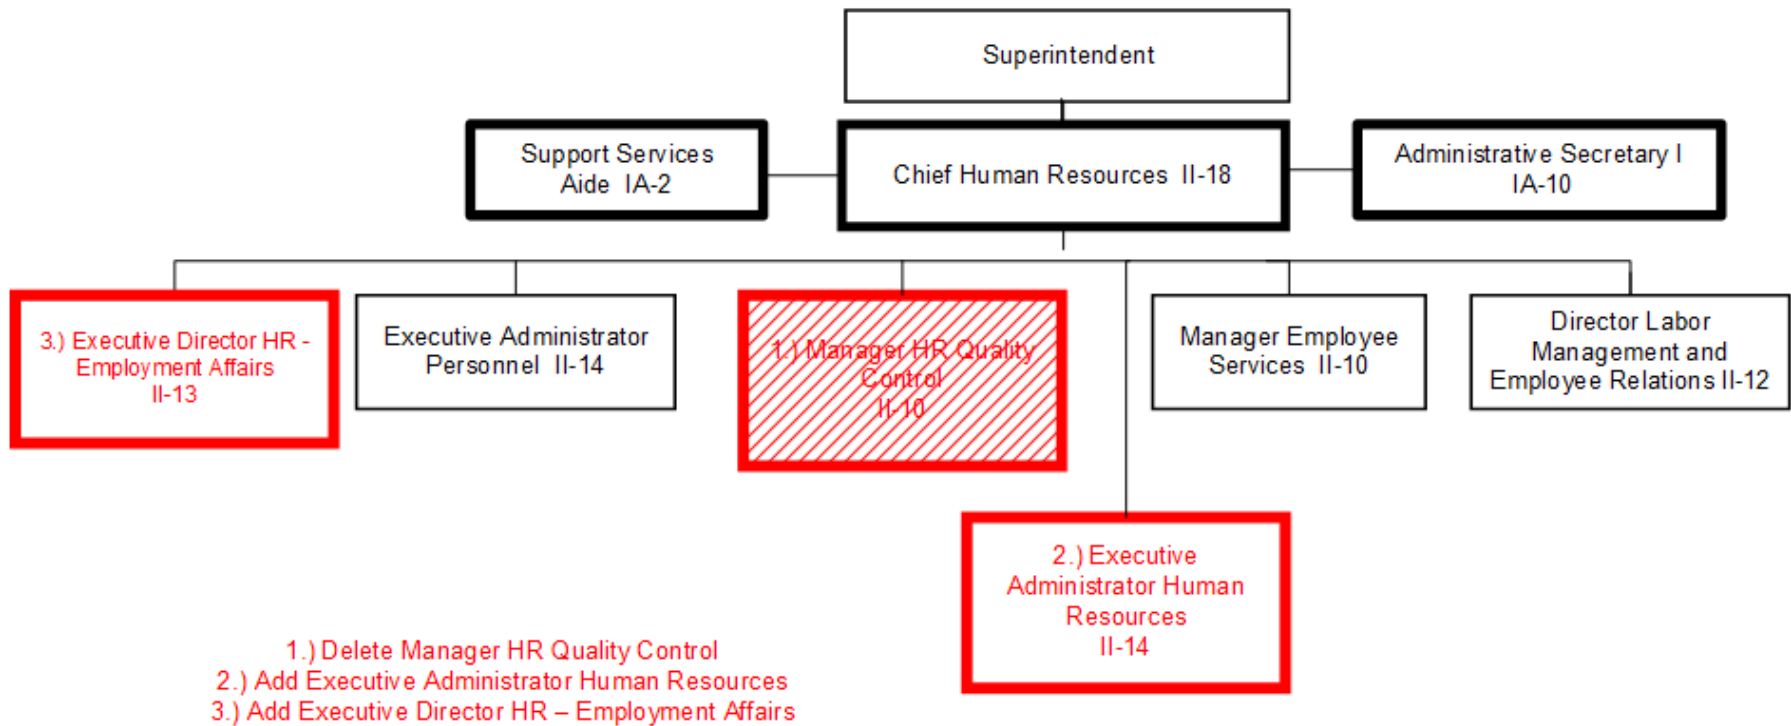 Superintendent
Support Services
Aide IA-2
Chief Human Resources II-18
Administrative Secretary I
IA-10
3.) Executive Director HR -
Employment Affairs
II-13
Executive Administrator
Personnel II-14
1.) Manager HR Quality
Control
II-10
Manager Employee
Services II-10
Director Labor
Management and
Employee Relations II-12
2.) Executive
Administrator Human
Resources
II-14
1.) Delete Manager HR Quality Control
2.) Add Executive Administrator Human Resources
3.) Add Executive Director HR – Employment Affairs